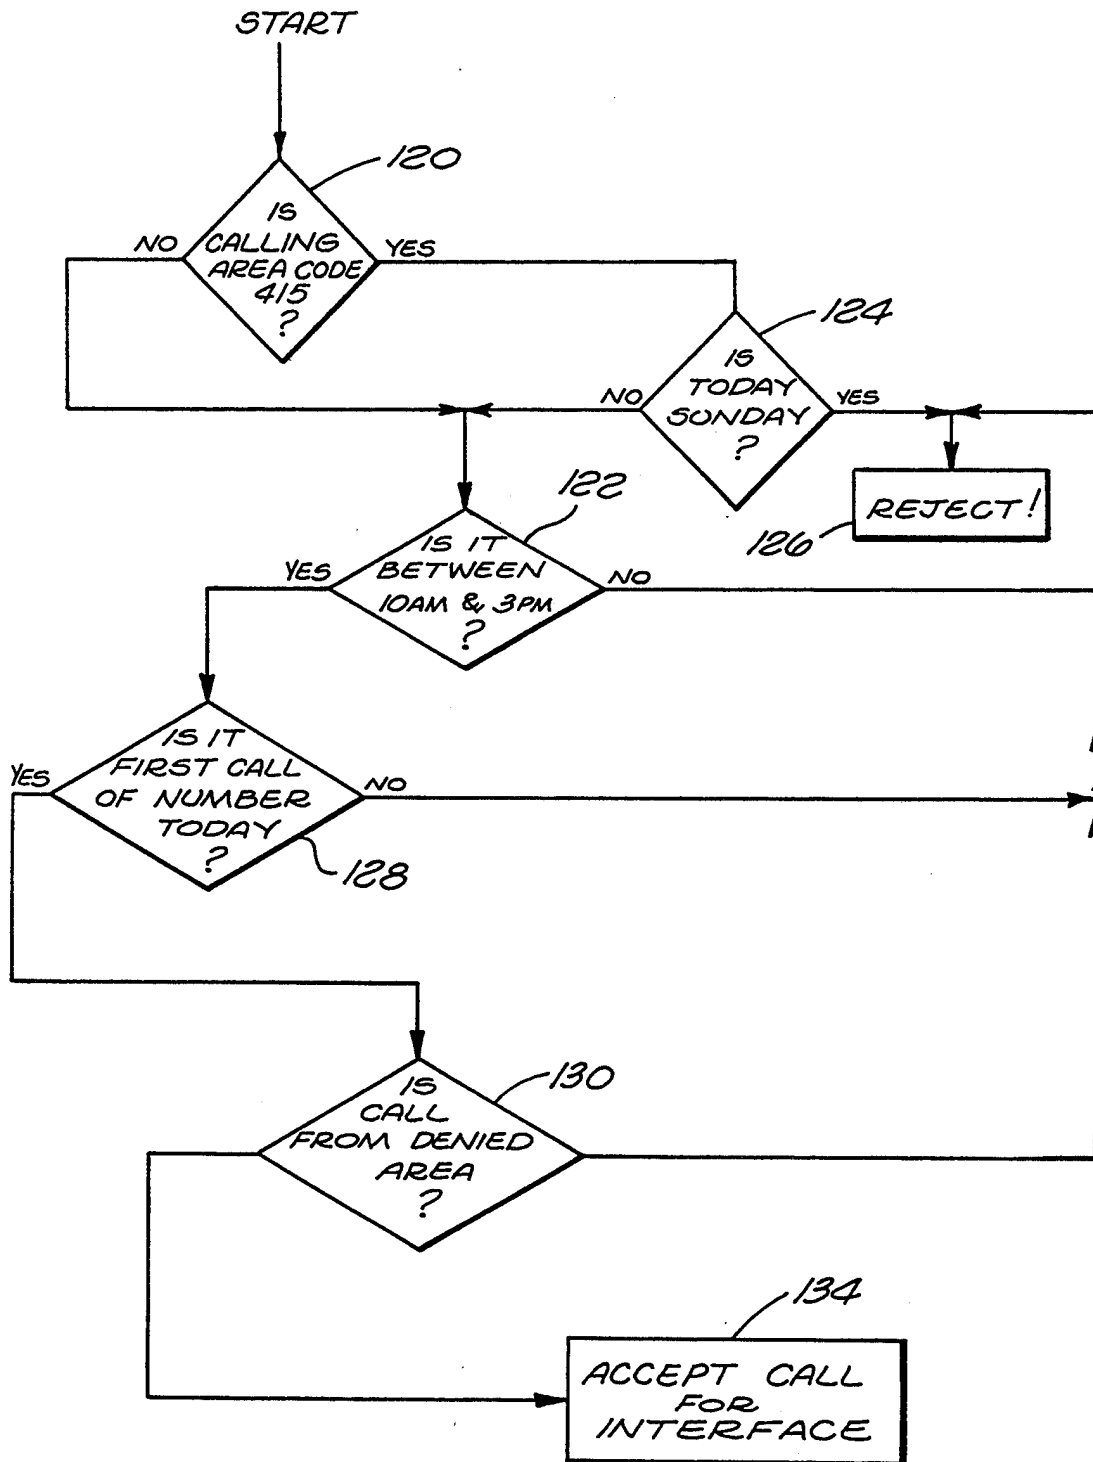 START
120
IS
CALLING
AREA CODE
415
?
NO
YES
124
IS
TODAY
SUNDAY
?
NO
YES
REJECT!
126
122
IS IT
BETWEEN
10AM & 3PM
?
YES
NO
IS IT
FIRST CALL
OF NUMBER
TODAY
?
YES
NO
128
130
IS
CALL
FROM DENIED
AREA
?
134
ACCEPT CALL
FOR
INTERFACE